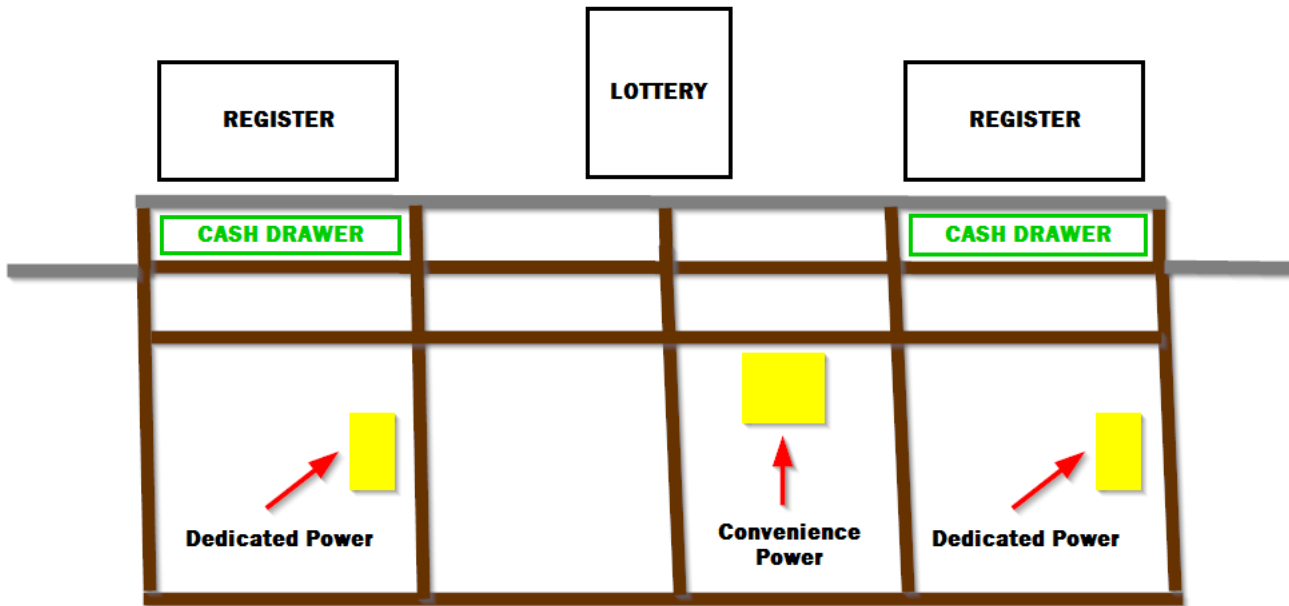 LOTTERY
REGISTER
REGISTER
CASH DRAWER
CASH DRAWER
Dedicated Power
Convenience
Power
Dedicated Power